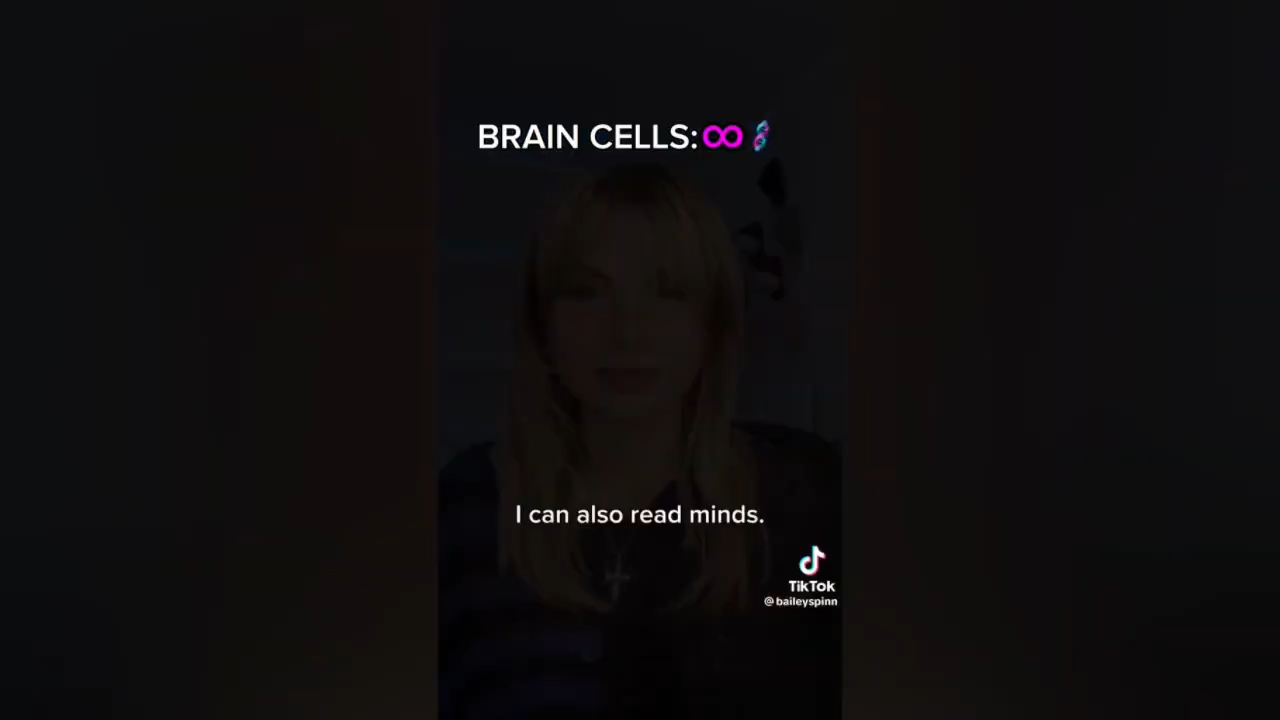 BRAIN CELLS:∞🧬
I can also read minds.
TikTok
@baileyspinn